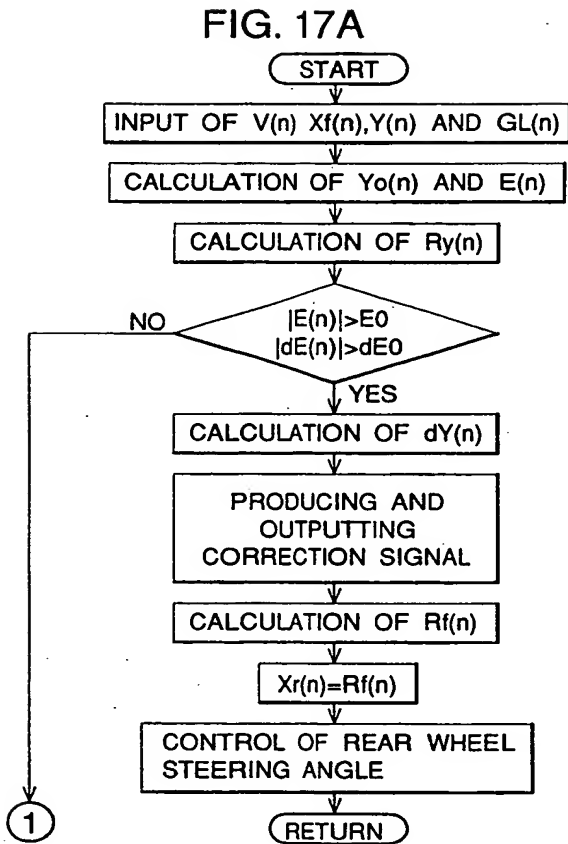 FIG. 17A
START
INPUT OF V(n) Xf(n),Y(n) AND GL(n)
CALCULATION OF Yo(n) AND E(n)
CALCULATION OF Ry(n)
NO
|E(n)|>E0
|dE(n)|>dE0
YES
CALCULATION OF dY(n)
PRODUCING AND
OUTPUTTING
CORRECTION SIGNAL
CALCULATION OF Rf(n)
Xr(n)=Rf(n)
CONTROL OF REAR WHEEL
STEERING ANGLE
1
RETURN